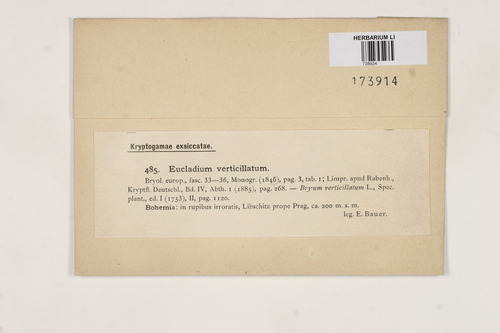 HERBARIUM LI
738934
173914
Kryptogamae exsiccatae.
485. Eucladium verticillatum.
Bryol. europ., fasc. 33—36, Monogr. (1846), pag. 3, tab. 1; Limpr. apud Rabenh.,
Kryptfl. Deutschl., Bd. IV, Abth. 1 (1885), pag. 268. — Bryum verticillatum L., Spec.
plant., ed. I (1753), II, pag. 1120.
Bohemia: in rupibus irroratis, Libschitz prope Prag, ca. 200 m. s. m.
leg. E. Bauer.